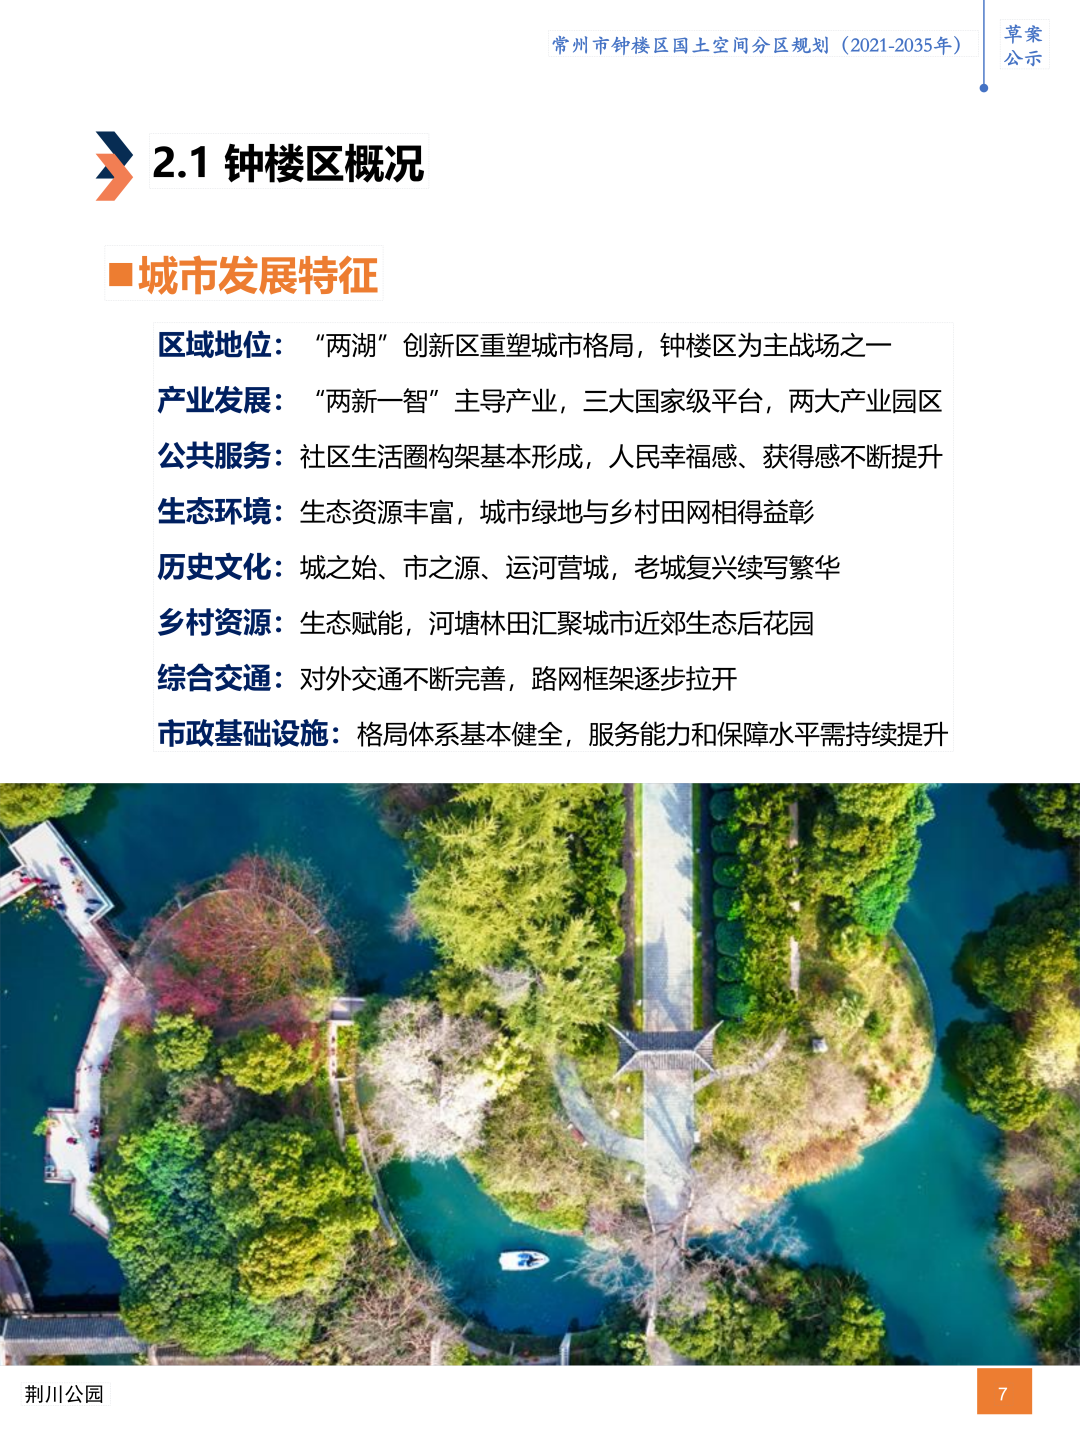 常州市钟楼区国土空间分区规划（2021-2035年）
草案
公示
2.1 钟楼区概况
■城市发展特征
区域地位：“两湖”创新区重塑城市格局，钟楼区为主战场之一
产业发展：“两新一智”主导产业，三大国家级平台，两大产业园区
公共服务：社区生活圈构架基本形成，人民幸福感、获得感不断提升
生态环境：生态资源丰富，城市绿地与乡村田网相得益彰
历史文化：城之始、市之源、运河营城，老城复兴续写繁华
乡村资源：生态赋能，河塘林田汇聚城市近郊生态后花园
综合交通：对外交通不断完善，路网框架逐步拉开
市政基础设施：格局体系基本健全，服务能力和保障水平需持续提升
荆川公园
7